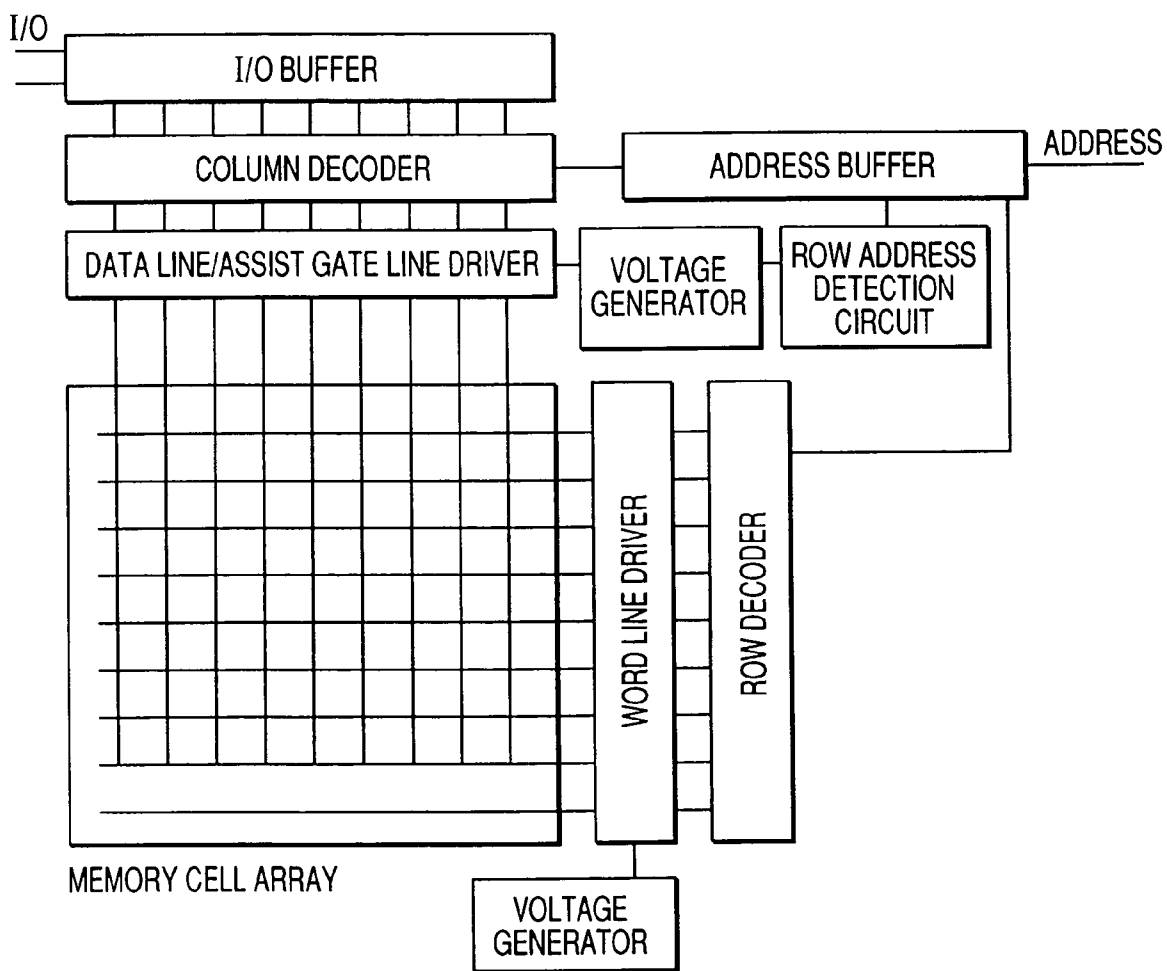 I/O
I/O BUFFER
COLUMN DECODER
ADDRESS BUFFER
ADDRESS
DATA LINE/ASSIST GATE LINE DRIVER
VOLTAGE
GENERATOR
ROW ADDRESS
DETECTION
CIRCUIT
WORD LINE DRIVER
ROW DECODER
MEMORY CELL ARRAY
VOLTAGE
GENERATOR